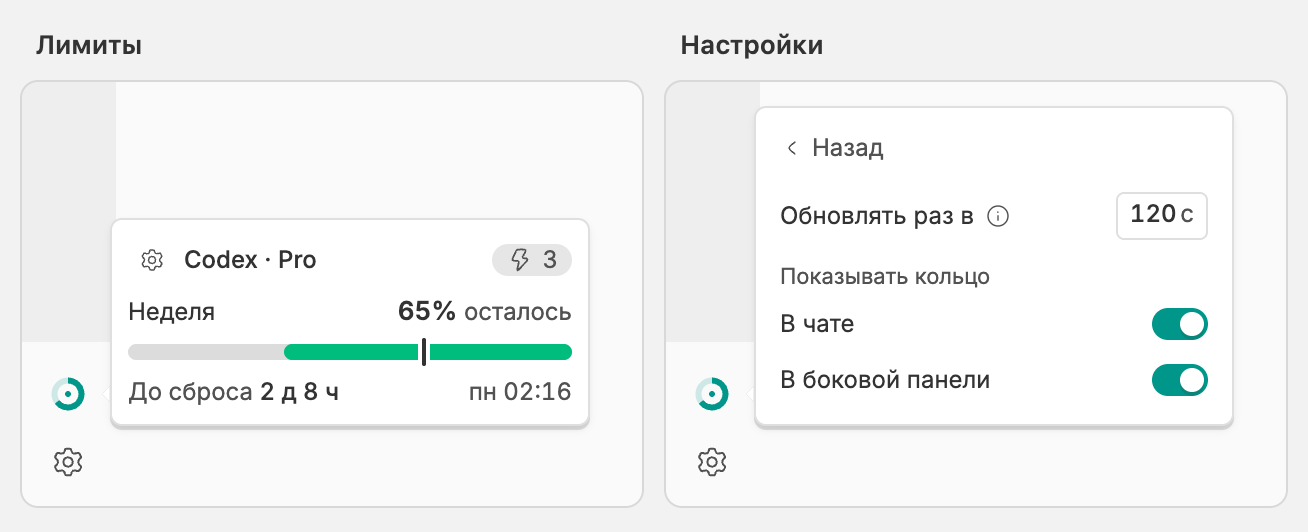 Лимиты
Codex · Pro
3
Неделя
65% осталось
До сброса 2 д 8 ч
пн 02:16
Настройки
Назад
Обновлять раз в
120 с
Показывать кольцо
В чате
В боковой панели